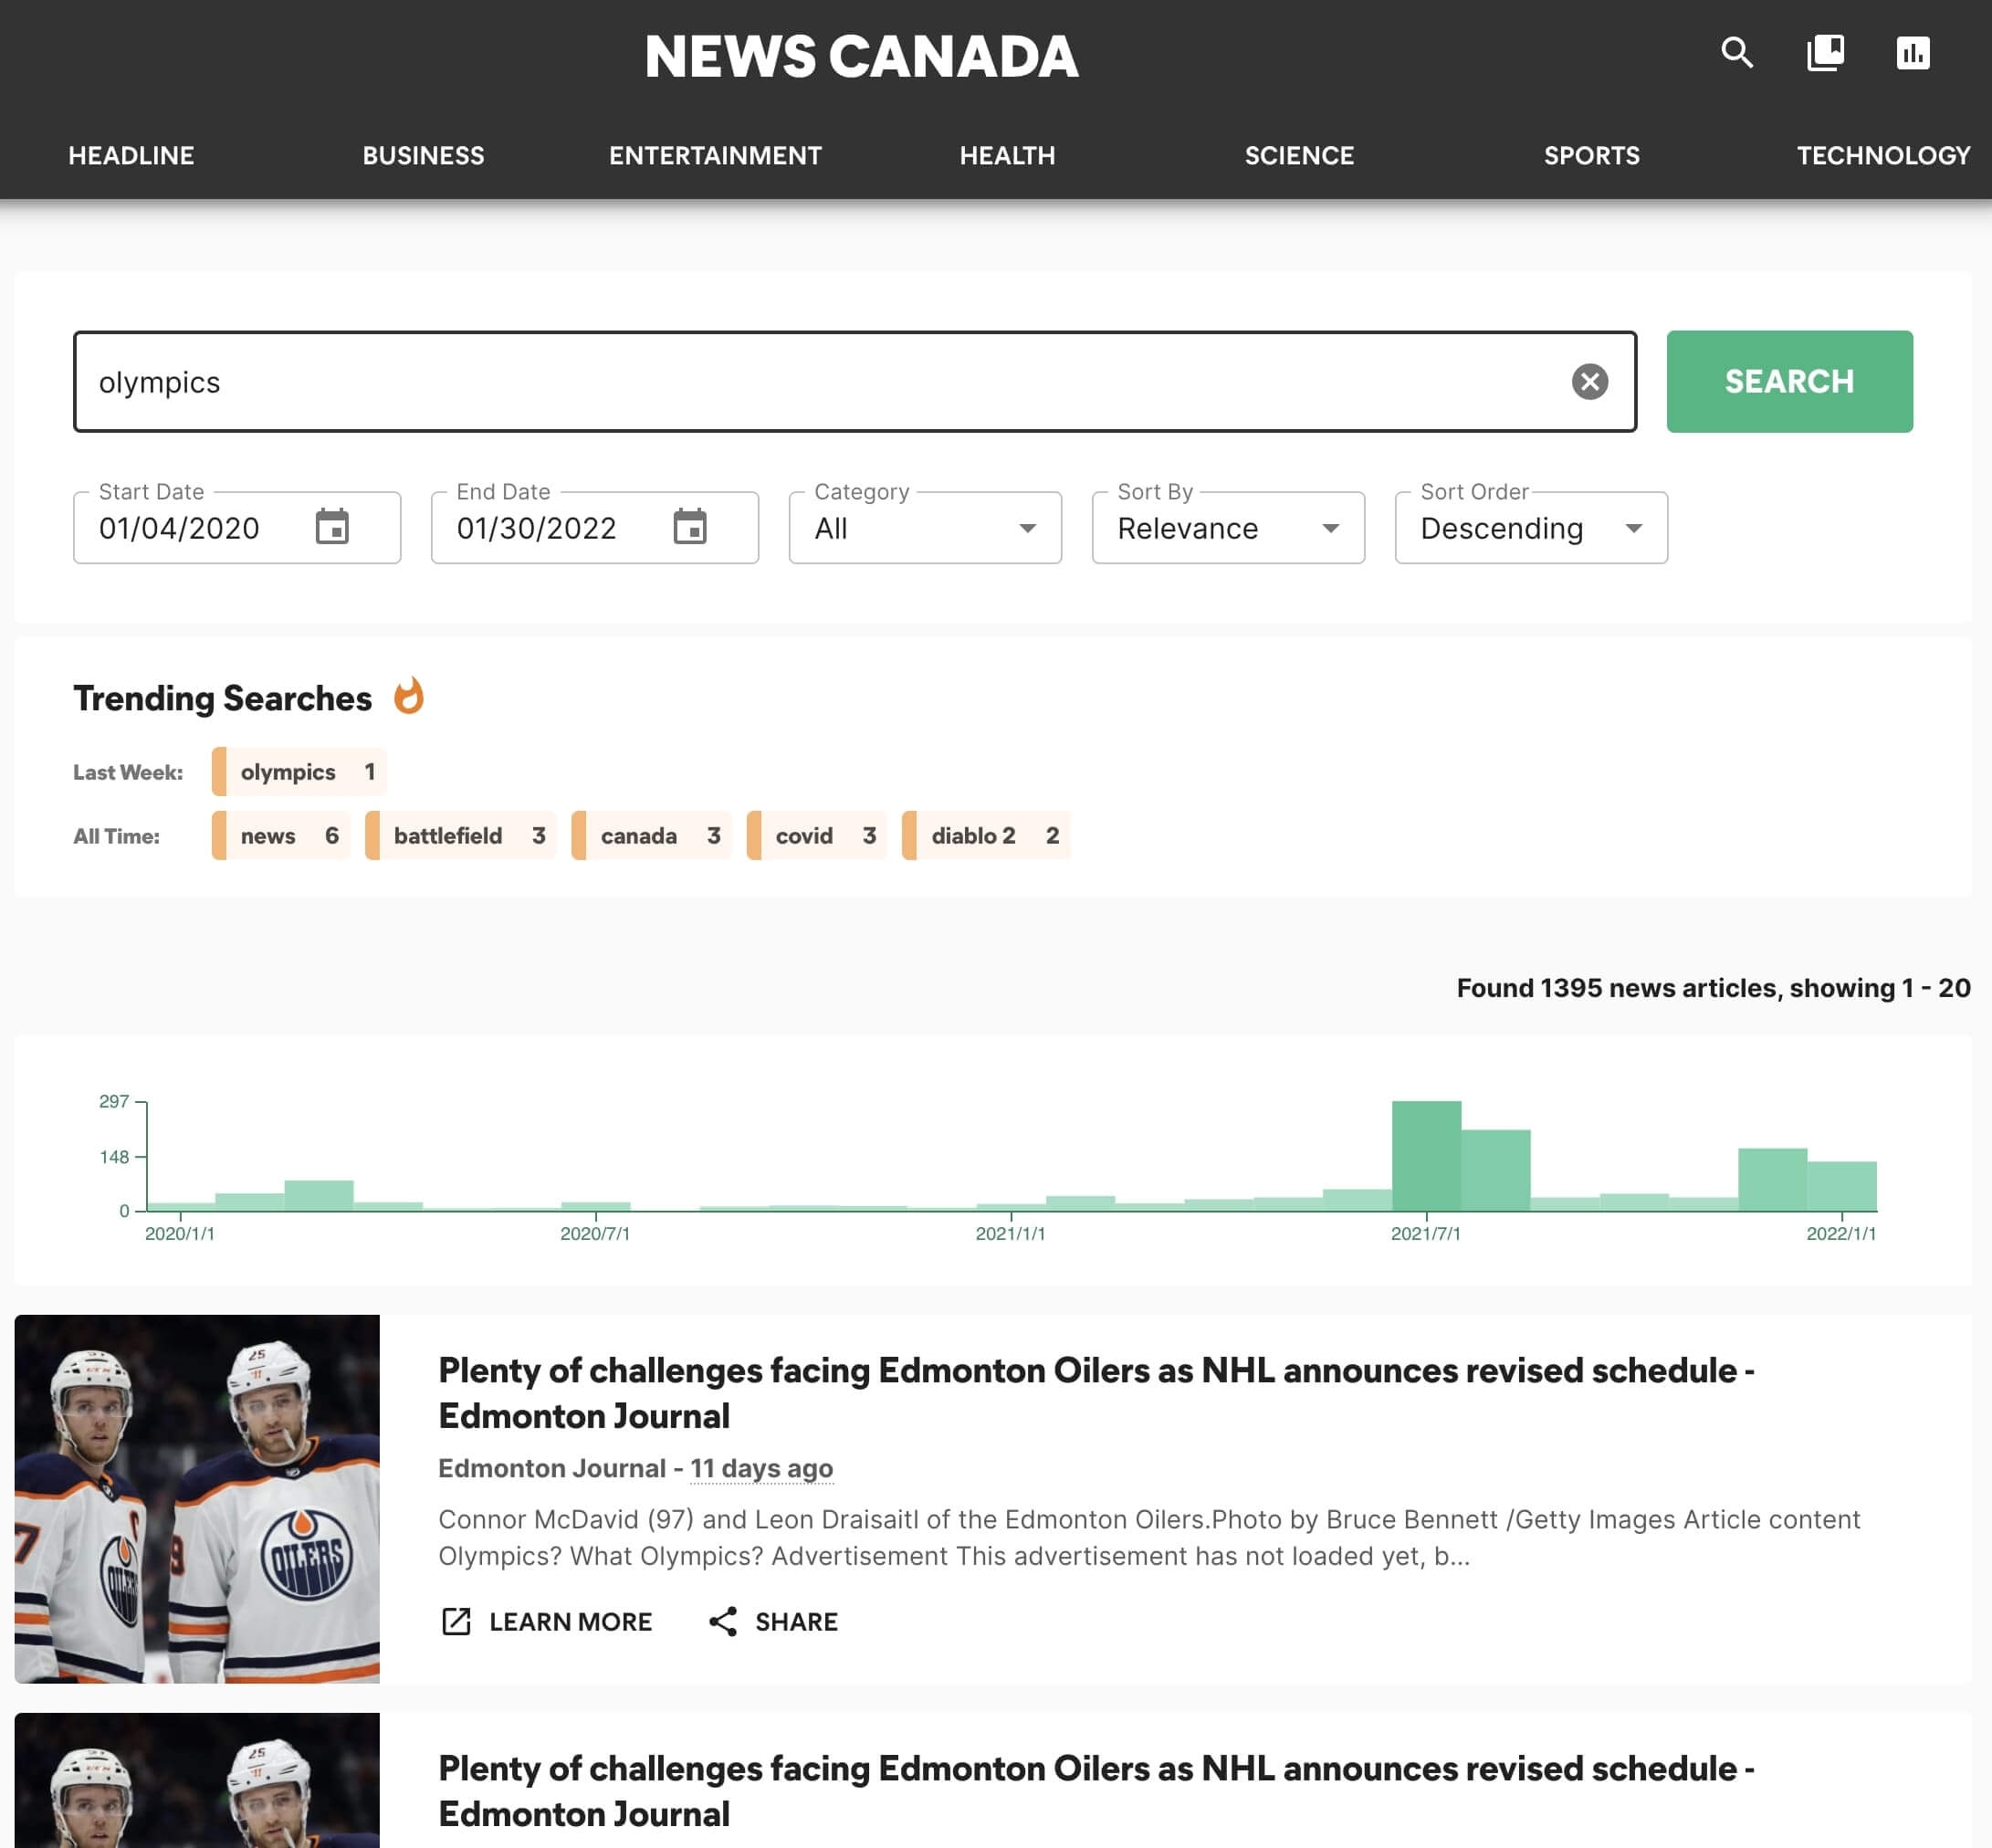 NEWS CANADA
HEADLINE BUSINESS ENTERTAINMENT HEALTH SCIENCE SPORTS TECHNOLOGY
olympics
SEARCH
Start Date End Date Category Sort By Sort Order
01/04/2020 01/30/2022 All Relevance Descending
Trending Searches
Last Week: olympics 1
All Time: news 6 battlefield 3 canada 3 covid 3 diablo 2 2
Found 1395 news articles, showing 1 - 20
297
148
0
2020/1/1 2020/7/1 2021/1/1 2021/7/1 2022/1/1
25
OILERS
OILERS
7
9
C
Plenty of challenges facing Edmonton Oilers as NHL announces revised schedule -
Edmonton Journal
Edmonton Journal - 11 days ago
Connor McDavid (97) and Leon Draisaitl of the Edmonton Oilers.Photo by Bruce Bennett /Getty Images Article content
Olympics? What Olympics? Advertisement This advertisement has not loaded yet, b...
LEARN MORE SHARE
25
Plenty of challenges facing Edmonton Oilers as NHL announces revised schedule -
Edmonton Journal